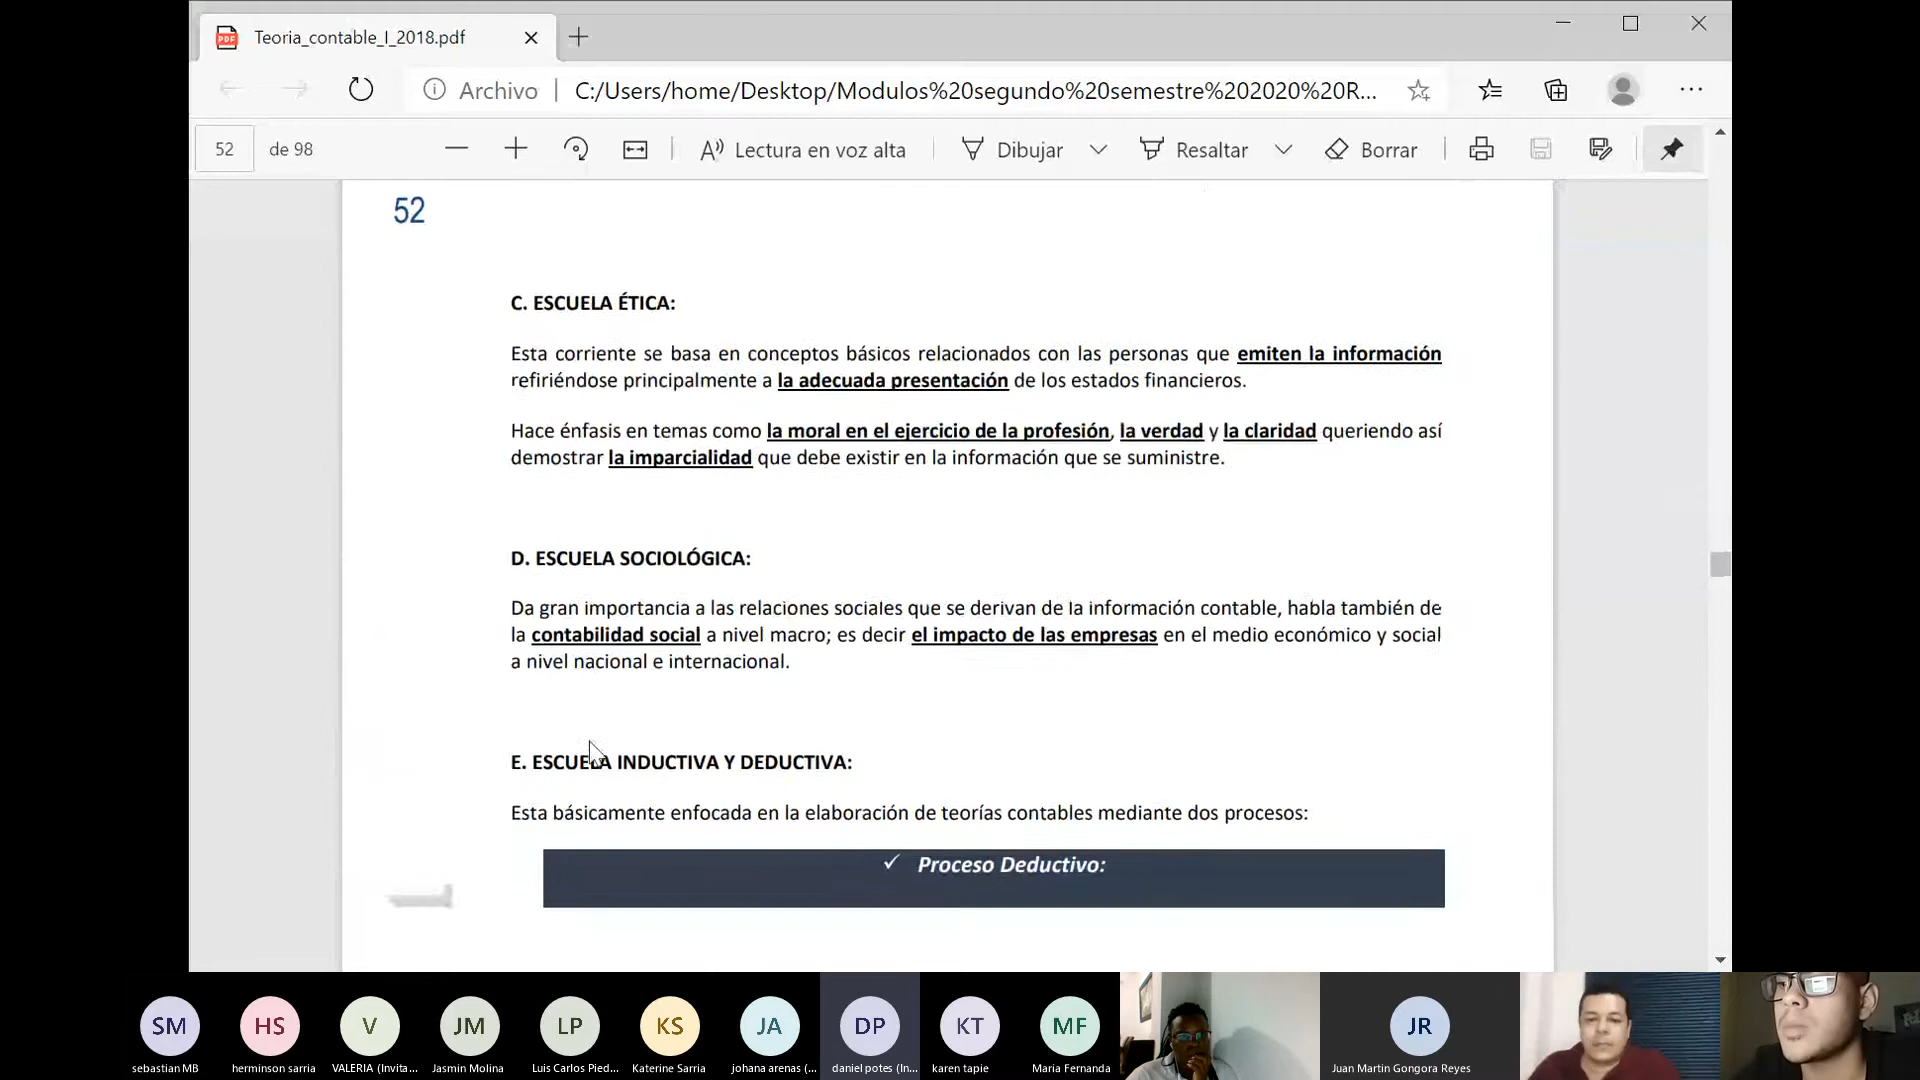 Teoria_contable_I_2018.pdf
Archivo | C:/Users/home/Desktop/Modulos%20segundo%20semestre%202020%20R...
52 de 98
Lectura en voz alta
Dibujar
Resaltar
Borrar
52
C. ESCUELA ÉTICA:
Esta corriente se basa en conceptos básicos relacionados con las personas que emiten la información
refiriéndose principalmente a la adecuada presentación de los estados financieros.
Hace énfasis en temas como la moral en el ejercicio de la profesión, la verdad y la claridad queriendo así
demostrar la imparcialidad que debe existir en la información que se suministre.
D. ESCUELA SOCIOLÓGICA:
Da gran importancia a las relaciones sociales que se derivan de la información contable, habla también de
la contabilidad social a nivel macro; es decir el impacto de las empresas en el medio económico y social
a nivel nacional e internacional.
E. ESCUELA INDUCTIVA Y DEDUCTIVA:
Esta básicamente enfocada en la elaboración de teorías contables mediante dos procesos:
✓ Proceso Deductivo:
SM
HS
V
JM
LP
KS
JA
DP
KT
MF
JR
sebastian MB
herminson sarria
VALERIA (Invita...
Jasmin Molina
Luis Carlos Pied...
Katerine Sarria
johana arenas (...
daniel potes (In...
karen tapie
Maria Fernanda
Juan Martin Gongora Reyes